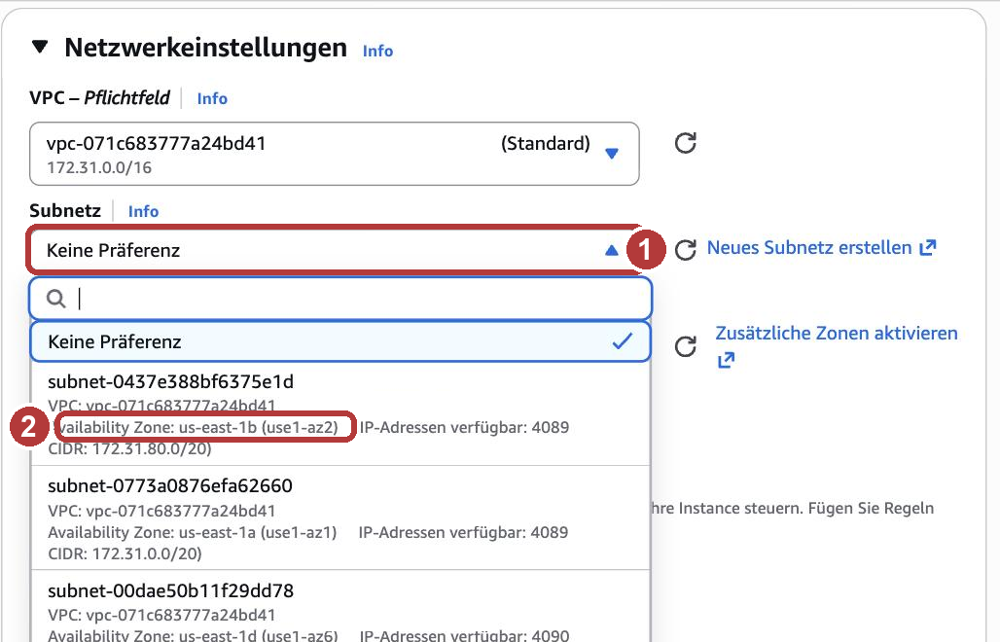 Netzwerkeinstellungen Info
VPC – Pflichtfeld Info
vpc-071c683777a24bd41 (Standard)
172.31.0.0/16
Subnetz Info
Keine Präferenz 1 Neues Subnetz erstellen
Keine Präferenz
Zusätzliche Zonen aktivieren
subnet-0437e388bf6375e1d
VPC: vpc-071c683777a24bd41
2 Availability Zone: us-east-1b (use1-az2) IP-Adressen verfügbar: 4089
CIDR: 172.31.80.0/20)
subnet-0773a0876efa62660
VPC: vpc-071c683777a24bd41
hre Instance steuern. Fügen Sie Regeln
Availability Zone: us-east-1a (use1-az1) IP-Adressen verfügbar: 4089
CIDR: 172.31.0.0/20)
subnet-00dae50b11f29dd78
VPC: vpc-071c683777a24bd41
Availability Zone: us-east-1d (use1-az6) IP-Adressen verfügbar: 4090